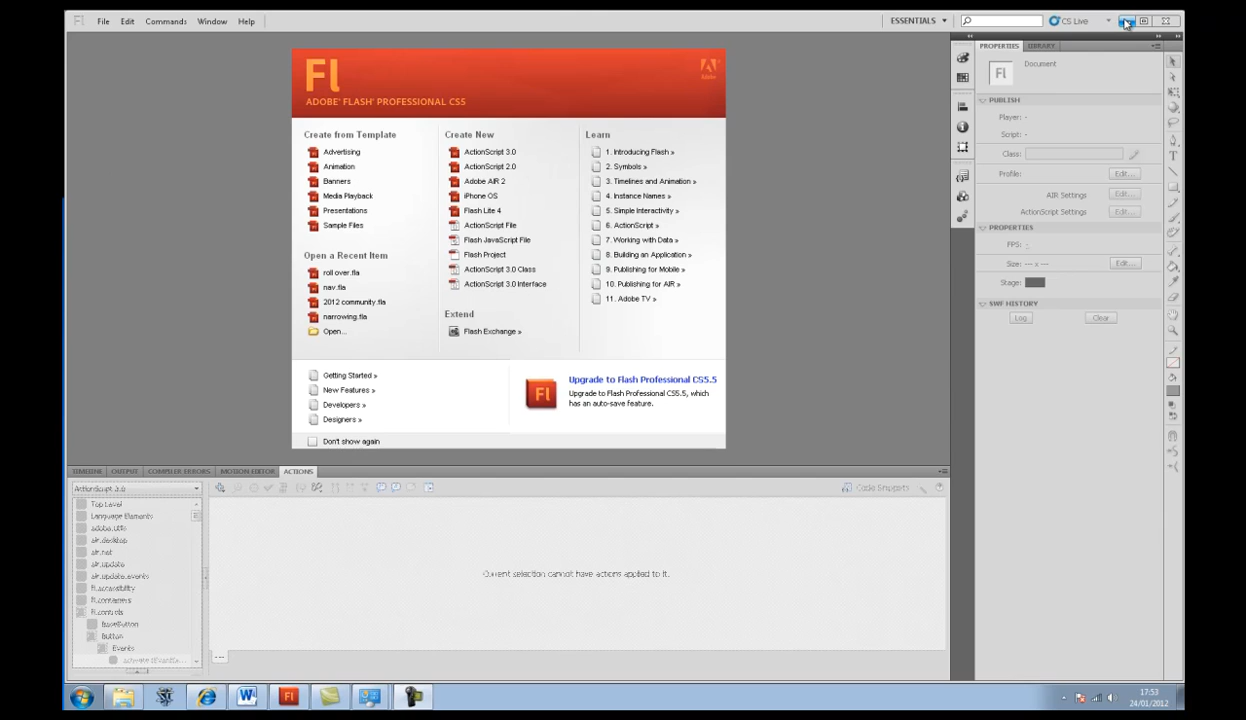 Fl File Edit Commands Window Help ESSENTIALS CS Live
Fl
ADOBE® FLASH® PROFESSIONAL CS5
Adobe
Create from Template
Advertising
Animation
Banners
Media Playback
Presentations
Sample Files
Open a Recent Item
roll over.fla
nav.fla
2012 community.fla
narrowing.fla
Open...
Create New
ActionScript 3.0
ActionScript 2.0
Adobe AIR 2
iPhone OS
Flash Lite 4
ActionScript File
Flash JavaScript File
Flash Project
ActionScript 3.0 Class
ActionScript 3.0 Interface
Extend
Flash Exchange »
Learn
1. Introducing Flash »
2. Symbols »
3. Timelines and Animation »
4. Instance Names »
5. Simple Interactivity »
6. ActionScript »
7. Working with Data »
8. Building an Application »
9. Publishing for Mobile »
10. Publishing for AIR »
11. Adobe TV »
Getting Started »
New Features »
Developers »
Designers »
Fl
Upgrade to Flash Professional CS5.5
Upgrade to Flash Professional CS5.5, which
has an auto-save feature.
Don't show again
PROPERTIES LIBRARY
Fl Document
PUBLISH
Player: -
Script: -
Class:
Profile: Edit...
AIR Settings Edit...
ActionScript Settings Edit...
PROPERTIES
FPS: -
Size: --- x --- Edit...
Stage:
SWF HISTORY
Log Clear
TIMELINE OUTPUT COMPILER ERRORS MOTION EDITOR ACTIONS
ActionScript 3.0
Code Snippets
Top Level
Language Elements
adobe.utils
air.desktop
air.net
air.update
air.update.events
fl.accessibility
fl.containers
fl.controls
BaseButton
Button
Events
Current selection cannot have actions applied to it.
17:53
24/01/2012